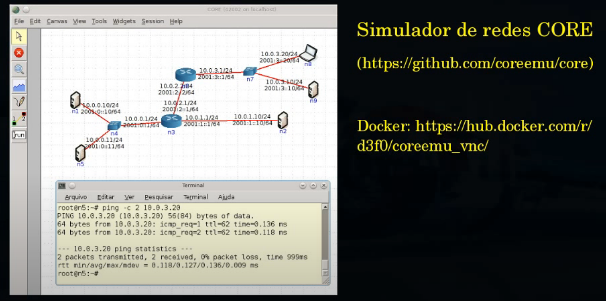 CORE (42052 on localhost)
File Edit Canvas View Tools Widgets Session Help
Simulador de redes CORE
(https://github.com/coreemu/core)
Docker: https://hub.docker.com/r/
d3f0/coreemu_vnc/
10.0.3.20/24
2001:3::20/64
n8
10.0.3.1/24
2001:3::1/64
n7
10.0.3.10/24
2001:3::10/64
n9
2001:2::2/64
10.0.0.10/24
2001:0::10/64
n1
10.0.2.1/24
2001:2::1/64
10.0.0.1/24
2001:0::1/64
n4
n3
10.0.1.1/24
2001:1::1/64
10.0.1.10/24
2001:1::10/64
n2
10.0.0.11/24
2001:0::11/64
n5
run
Terminal
Arquivo Editar Ver Pesquisar Terminal Ajuda
root@n5:~# ping -c 2 10.0.3.20
PING 10.0.3.20 (10.0.3.20) 56(84) bytes of data.
64 bytes from 10.0.3.20: icmp_req=1 ttl=62 time=0.136 ms
64 bytes from 10.0.3.20: icmp_req=2 ttl=62 time=0.118 ms
--- 10.0.3.20 ping statistics ---
2 packets transmitted, 2 received, 0% packet loss, time 999ms
rtt min/avg/max/mdev = 0.118/0.127/0.136/0.009 ms
root@n5:~#